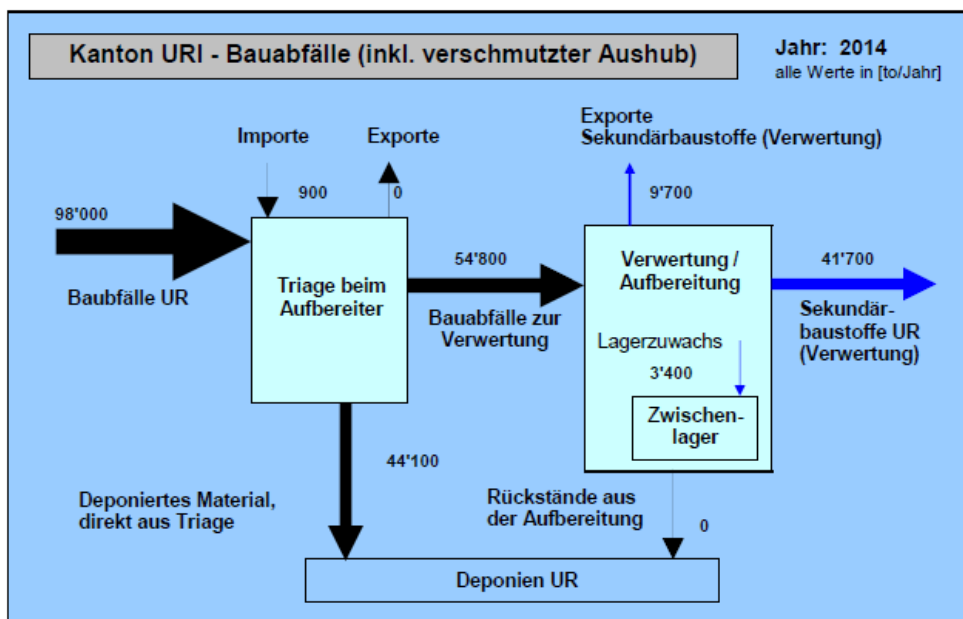 Kanton URI - Bauabfälle (inkl. verschmutzter Aushub)
Jahr: 2014
alle Werte in [to/Jahr]
Importe
Exporte
Exporte
Sekundärbaustoffe (Verwertung)
900
0
9'700
98'000
Baubfälle UR
Triage beim
Aufbereiter
54'800
Bauabfälle zur
Verwertung
Verwertung /
Aufbereitung
41'700
Sekundär-
baustoffe UR
(Verwertung)
Lagerzuwachs
3'400
Zwischen-
lager
44'100
Deponiertes Material,
direkt aus Triage
Rückstände aus
der Aufbereitung
0
Deponien UR